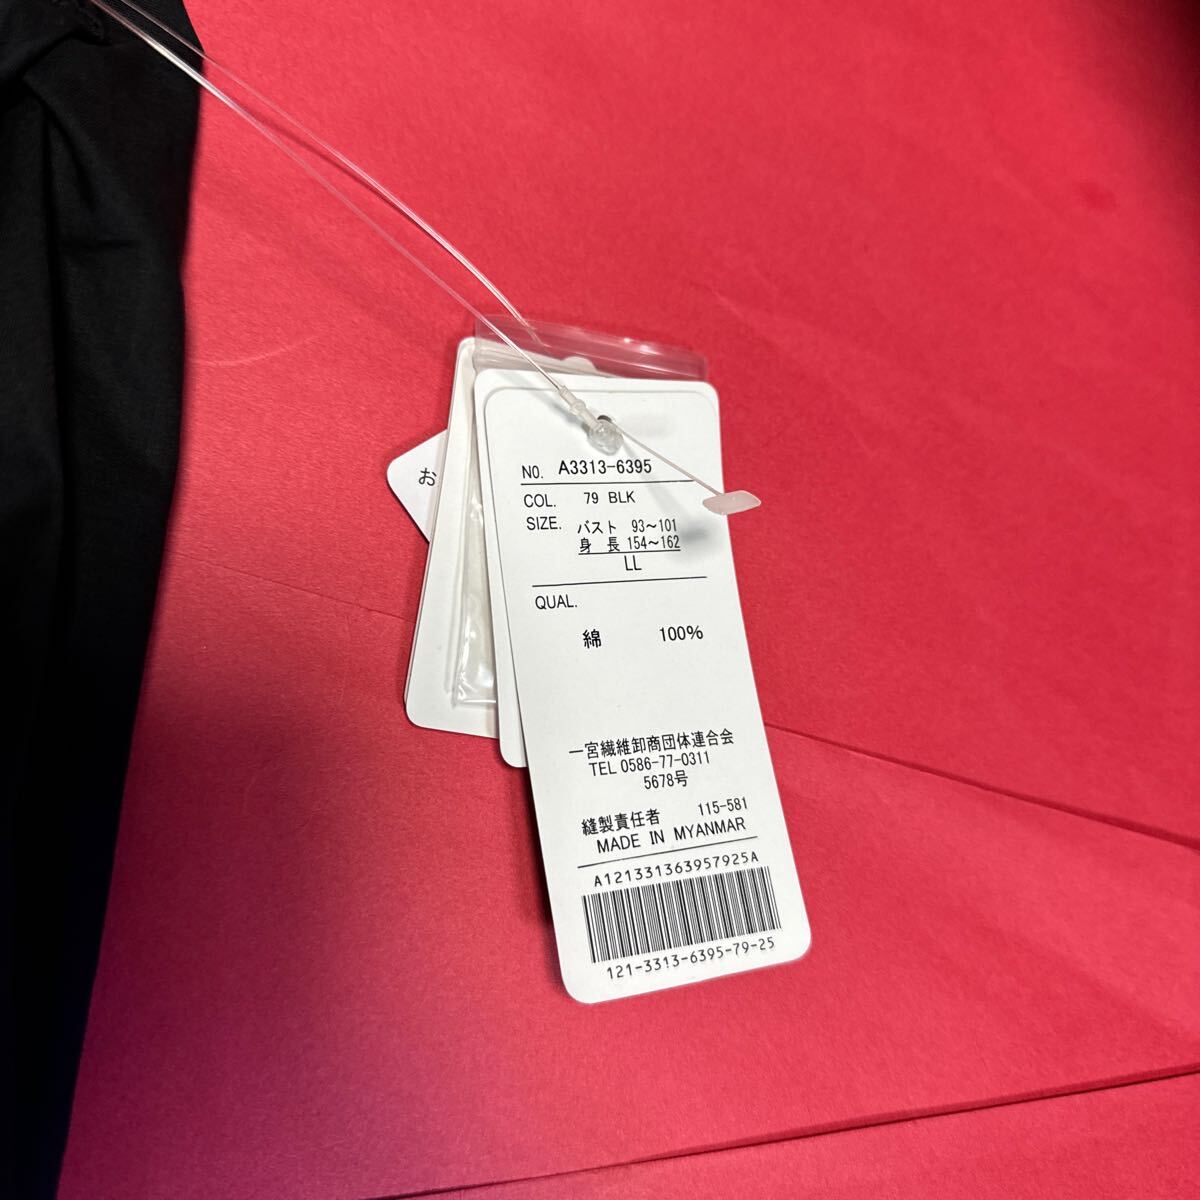 お
NO. A3313-6395
COL. 79 BLK
SIZE. バスト 93～101
身 長 154～162
LL
QUAL.
綿 100%
一宮繊維卸商団体連合会
TEL 0586-77-0311
5678号
縫製責任者 115-581
MADE IN MYANMAR
A121331363957925A
121-3313-6395-79-25